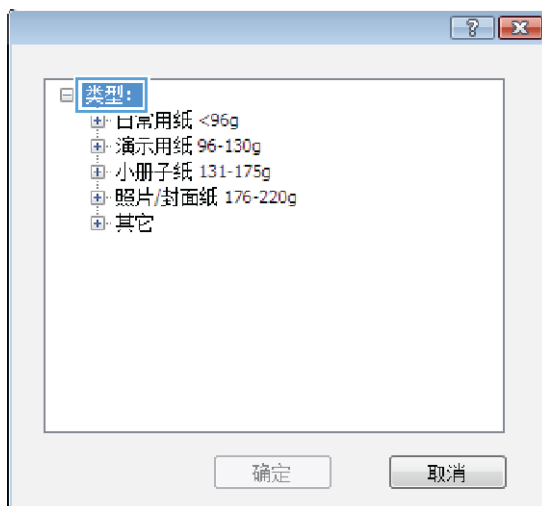 类型:
日常用纸 <96g
演示用纸 96-130g
小册子纸 131-175g
照片/封面纸 176-220g
其它
确定 取消